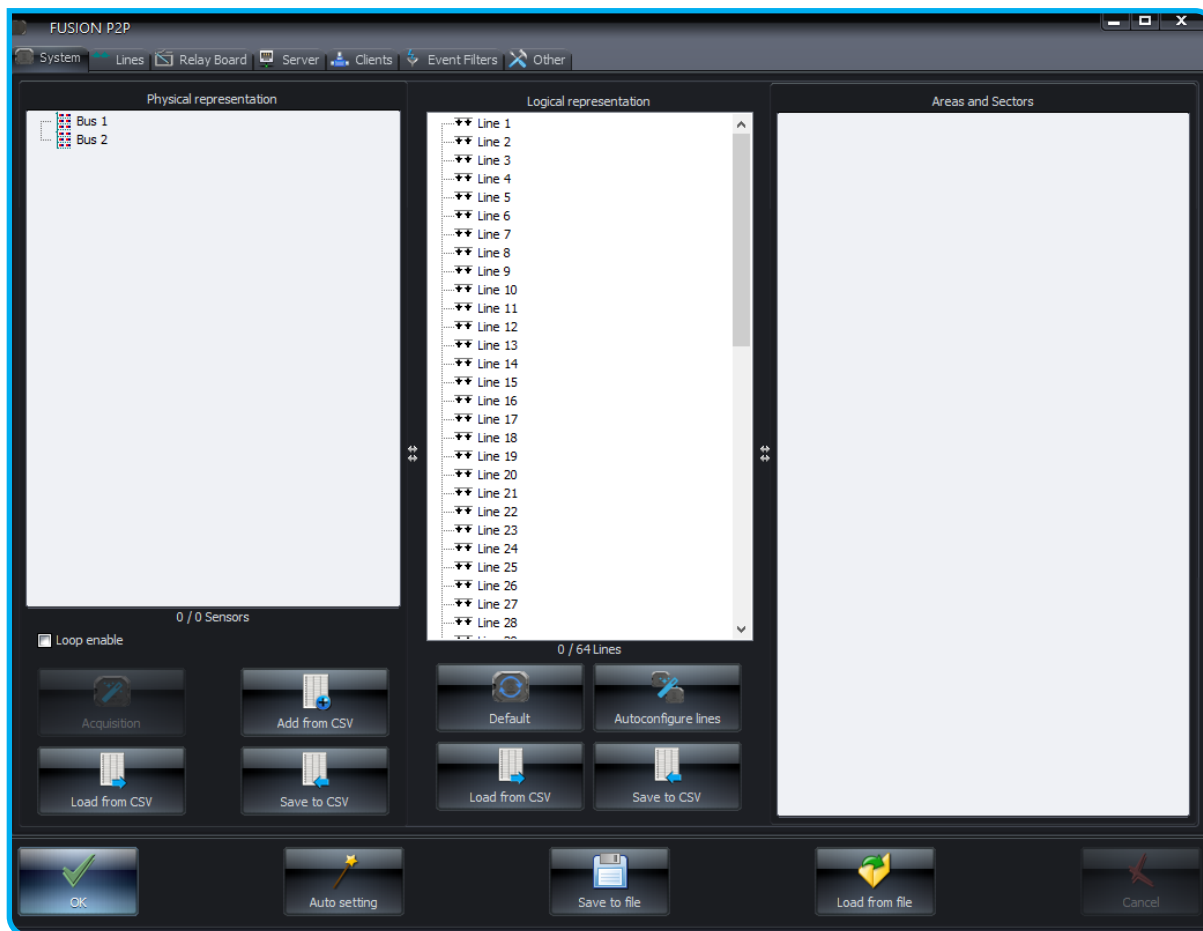 FUSION P2P
System Lines Relay Board Server Clients Event Filters Other
Physical representation
Bus 1
Bus 2
0 / 0 Sensors
Loop enable
Acquisition
Add from CSV
Load from CSV
Save to CSV
Logical representation
Line 1
Line 2
Line 3
Line 4
Line 5
Line 6
Line 7
Line 8
Line 9
Line 10
Line 11
Line 12
Line 13
Line 14
Line 15
Line 16
Line 17
Line 18
Line 19
Line 20
Line 21
Line 22
Line 23
Line 24
Line 25
Line 26
Line 27
Line 28
0 / 64 Lines
Default
Autoconfigure lines
Load from CSV
Save to CSV
Areas and Sectors
OK
Auto setting
Save to file
Load from file
Cancel